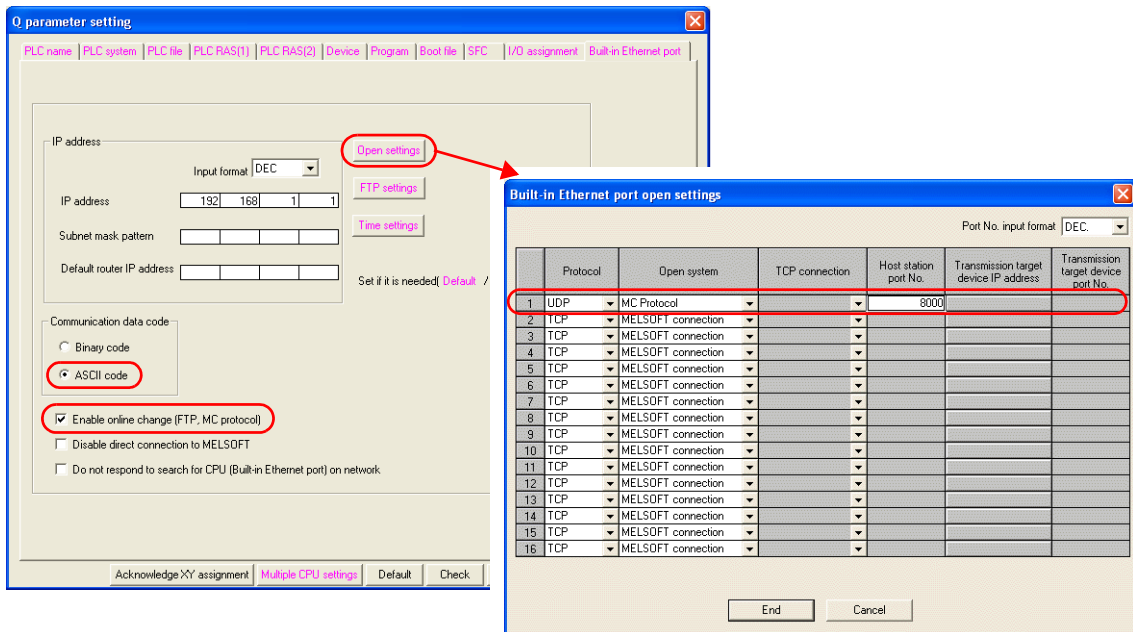 Q parameter setting
PLC name PLC system PLC file PLC RAS(1) PLC RAS(2) Device Program Boot file SFC I/O assignment Built-in Ethernet port
IP address
Input format DEC
IP address 192 168 1 1
Subnet mask pattern
Default router IP address
Open settings
FTP settings
Time settings
Set if it is needed( Default /
Communication data code
Binary code
ASCII code
Enable online change (FTP, MC protocol)
Disable direct connection to MELSOFT
Do not respond to search for CPU (Built-in Ethernet port) on network
Acknowledge XY assignment Multiple CPU settings Default Check
Built-in Ethernet port open settings
Port No. input format DEC.
Protocol Open system TCP connection Host station port No. Transmission target device IP address Transmission target device port No.
1 UDP MC Protocol 8000
2 TCP MELSOFT connection
3 TCP MELSOFT connection
4 TCP MELSOFT connection
5 TCP MELSOFT connection
6 TCP MELSOFT connection
7 TCP MELSOFT connection
8 TCP MELSOFT connection
9 TCP MELSOFT connection
10 TCP MELSOFT connection
11 TCP MELSOFT connection
12 TCP MELSOFT connection
13 TCP MELSOFT connection
14 TCP MELSOFT connection
15 TCP MELSOFT connection
16 TCP MELSOFT connection
End Cancel